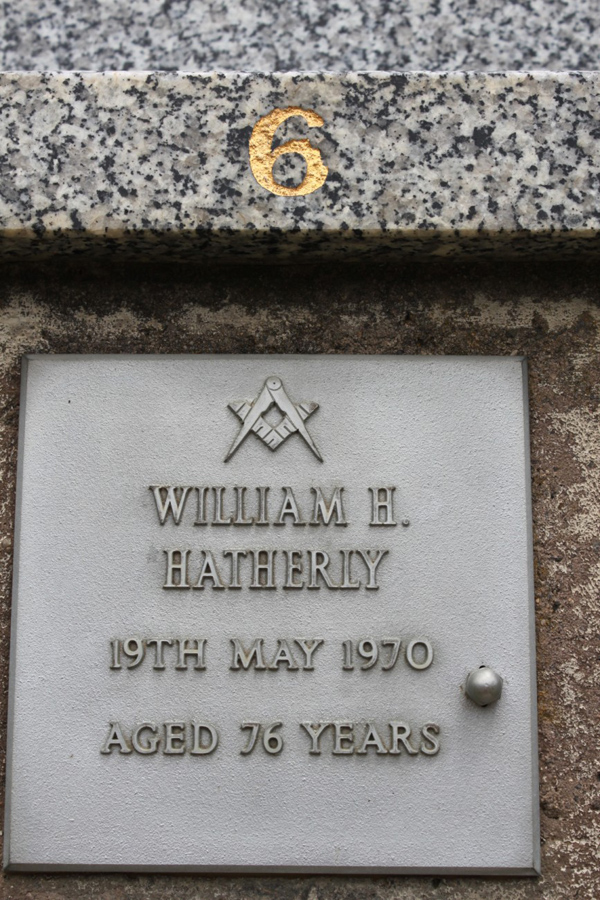 6
WILLIAM H.
HATHERLY
19TH MAY 1970
AGED 76 YEARS